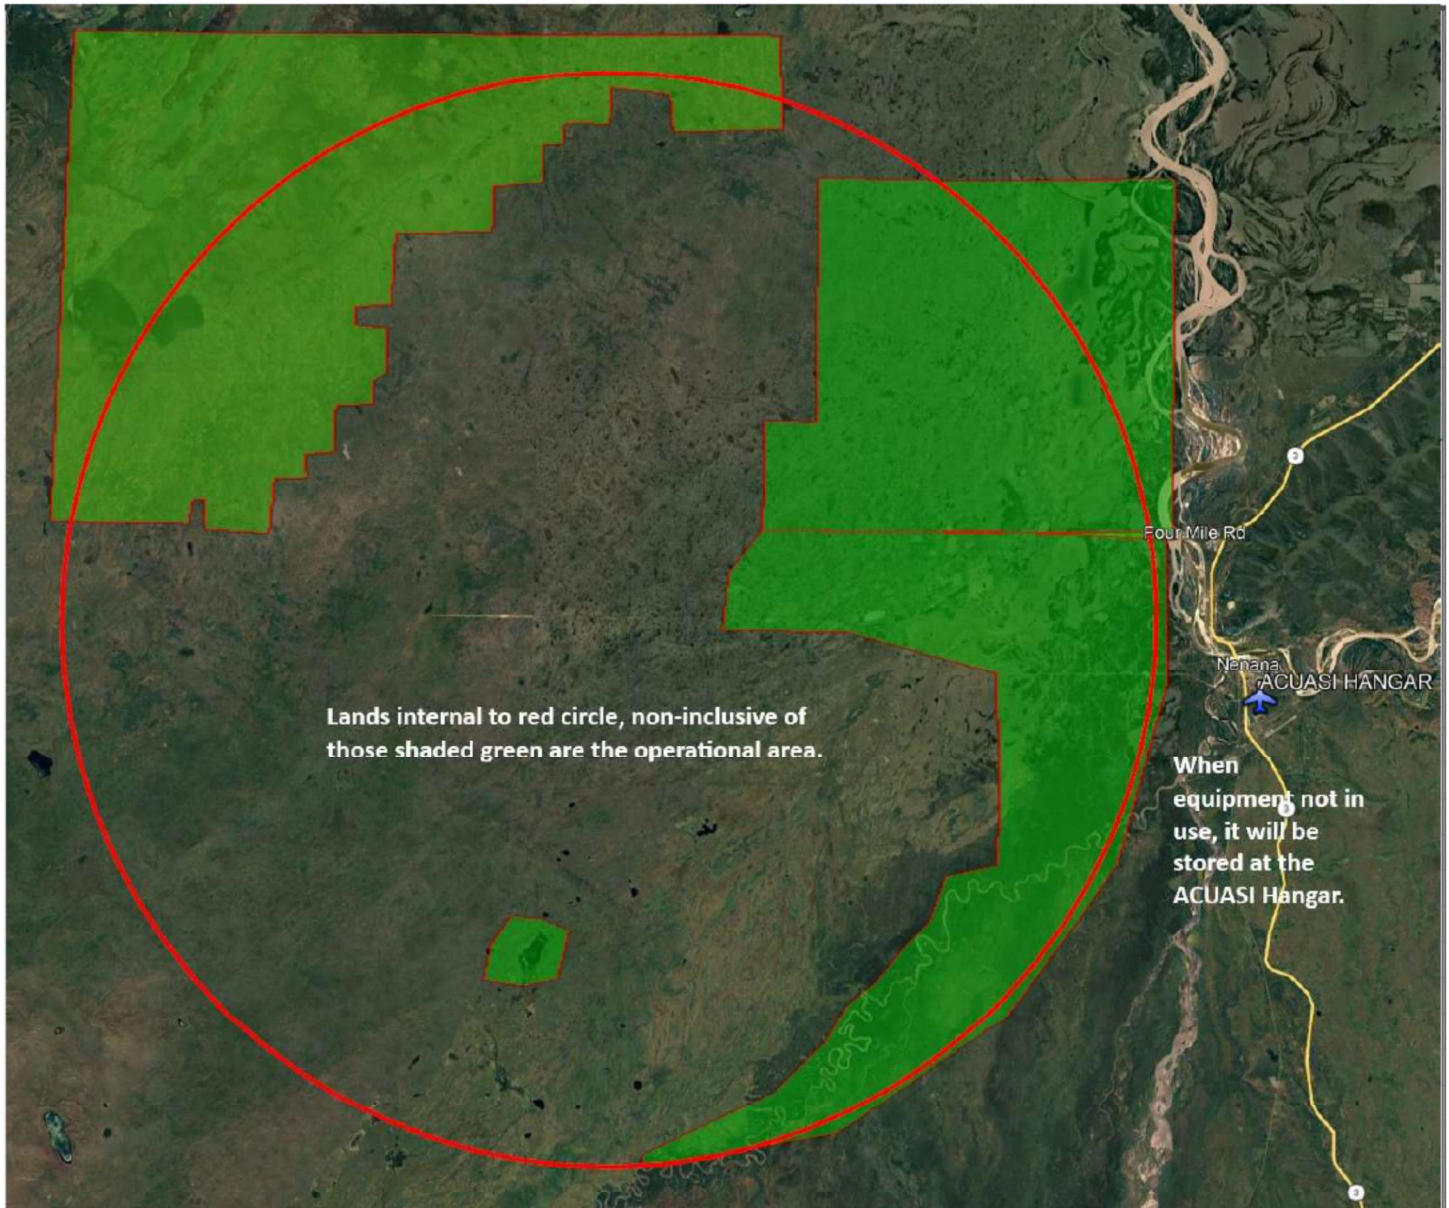 3
Four Mile Rd
Nenana
ACUASI HANGAR
Lands internal to red circle, non-inclusive of
those shaded green are the operational area.
When
equipment not in
use, it will be
stored at the
ACUASI Hangar.
3
3